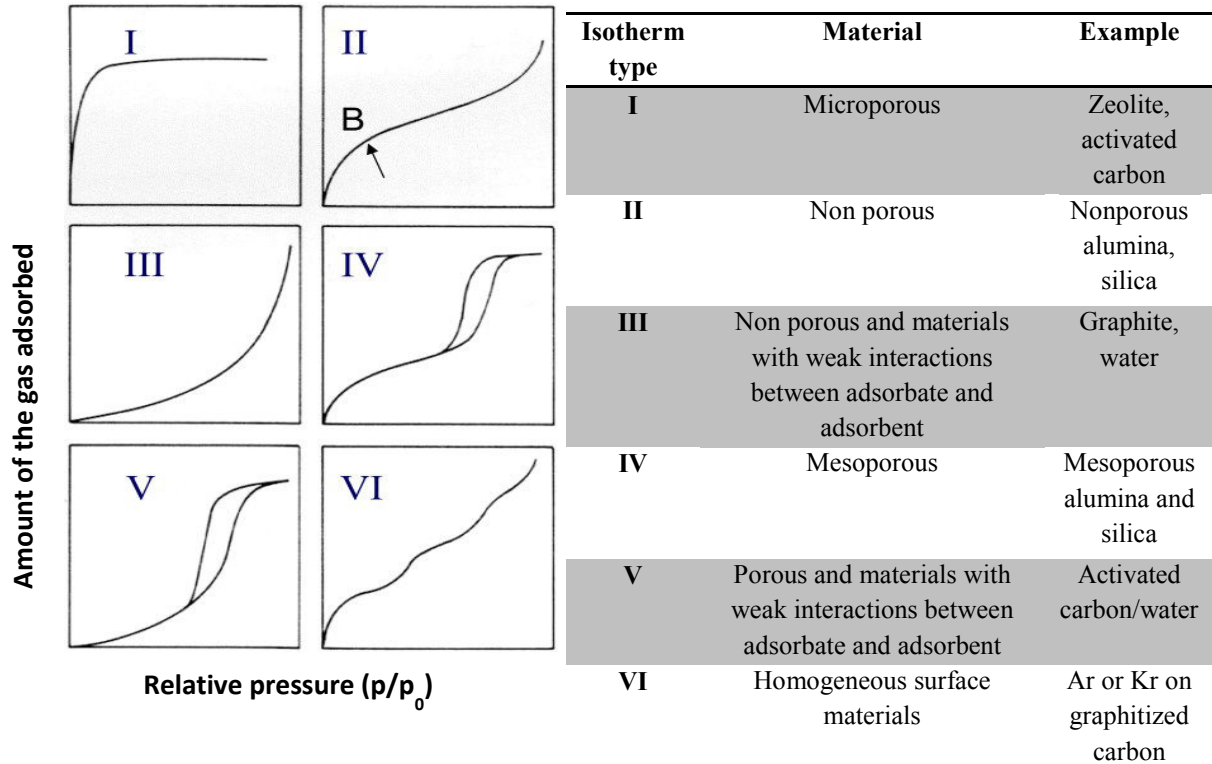 I
II
B
III
IV
V
VI
Amount of the gas adsorbed
Relative pressure (p/p0)
Isotherm type Material Example
I Microporous Zeolite,
activated
carbon
II Non porous Nonporous
alumina,
silica
III Non porous and materials Graphite,
with weak interactions water
between adsorbate and
adsorbent
IV Mesoporous Mesoporous
alumina and
silica
V Porous and materials with Activated
weak interactions between carbon/water
adsorbate and adsorbent
VI Homogeneous surface Ar or Kr on
materials graphitized
carbon